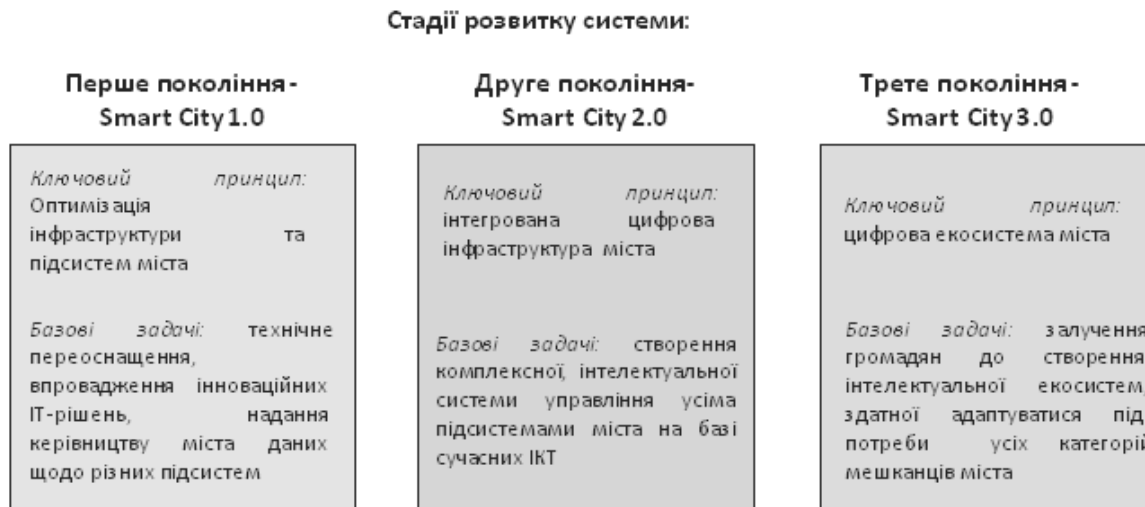 Стадії розвитку системи:
Перше покоління-
Smart City 1.0
Ключовий принцип:
Оптимізація
інфраструктури та
підсистем міста
Базові задачі: технічне
переоснащення,
впровадження інноваційних
ІТ-рішень, надання
керівництву міста даних
щодо різних підсистем
Друге покоління-
Smart City 2.0
Ключовий принцип:
інтегрована цифрова
інфраструктура міста
Базові задачі: створення
комплексної, інтелектуальної
системи управління усіма
підсистемами міста на базі
сучасних ІКТ
Третє покоління-
Smart City 3.0
Ключовий принцип:
цифрова екосистема міста
Базові задачі: залучення
громадян до створення
інтелектуальної екосистем,
здатної адаптуватися під
потреби усіх категорій
мешканців міста